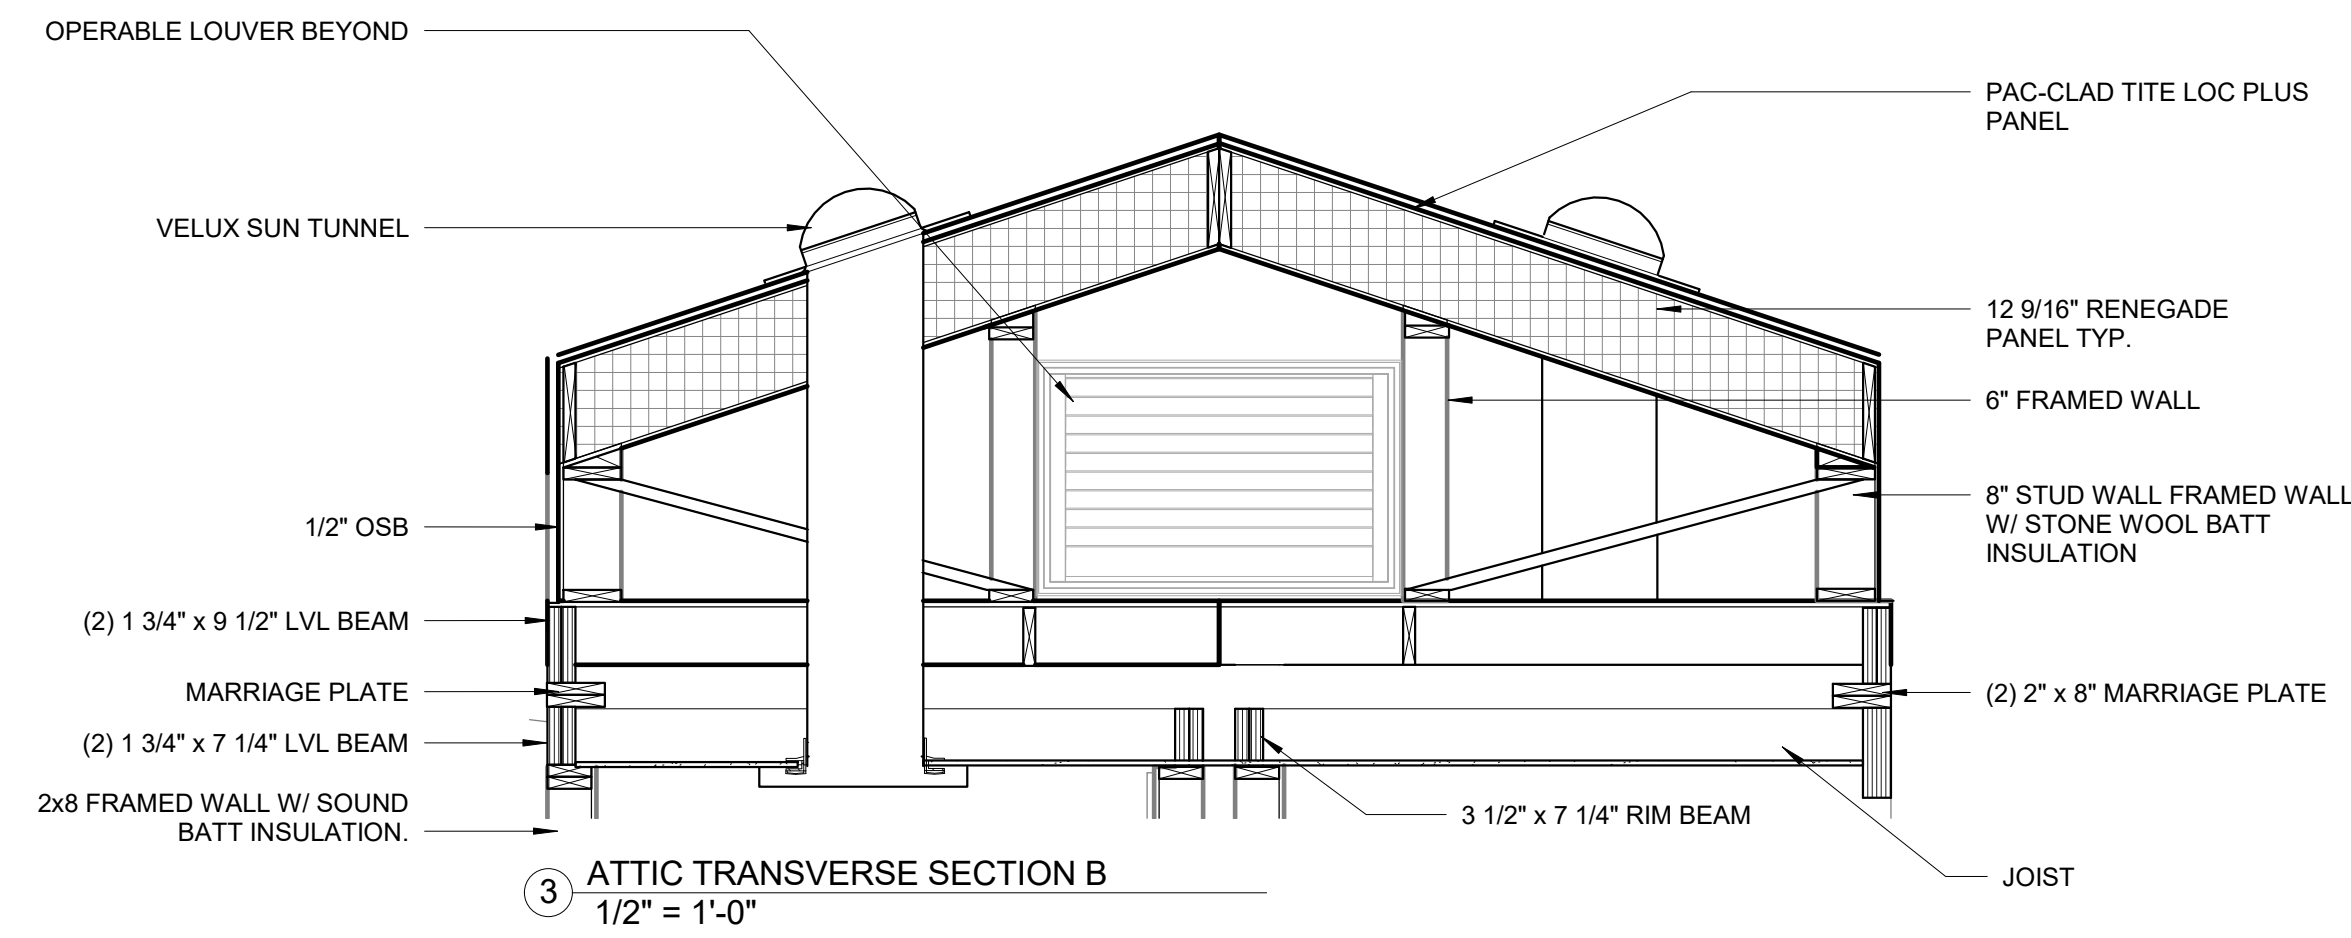 OPERABLE LOUVER BEYOND
PAC-CLAD TITE LOC PLUS
PANEL
VELUX SUN TUNNEL
12 9/16" RENEGADE
PANEL TYP.
6" FRAMED WALL
8" STUD WALL FRAMED WALL
W/ STONE WOOL BATT
INSULATION
1/2" OSB
(2) 1 3/4" x 9 1/2" LVL BEAM
MARRIAGE PLATE
(2) 2" x 8" MARRIAGE PLATE
(2) 1 3/4" x 7 1/4" LVL BEAM
2x8 FRAMED WALL W/ SOUND
BATT INSULATION.
3 1/2" x 7 1/4" RIM BEAM
JOIST
3
ATTIC TRANSVERSE SECTION B
1/2" = 1'-0"